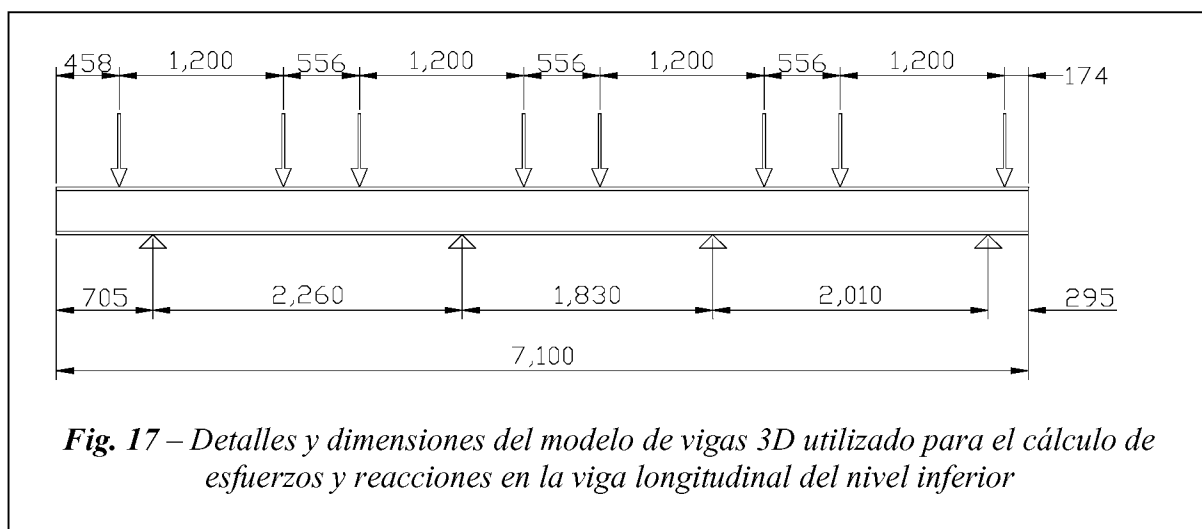 458 1,200 556 1,200 556 1,200 556 1,200 174
705 2,260 1,830 2,010 295
7,100
Fig. 17 – Detalles y dimensiones del modelo de vigas 3D utilizado para el cálculo de
esfuerzos y reacciones en la viga longitudinal del nivel inferior